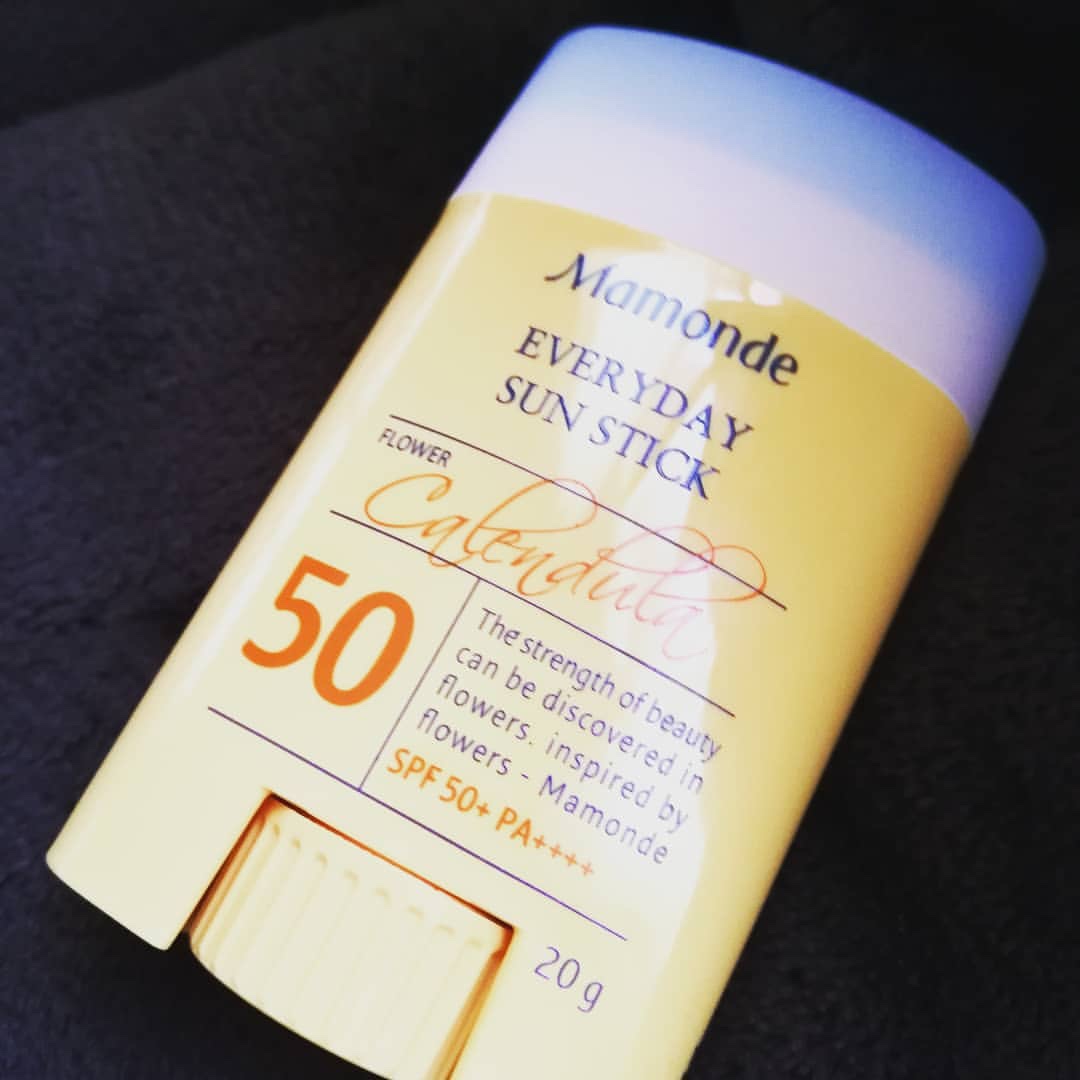 Mamonde
EVERYDAY
SUN STICK
FLOWER
Calendula
50
The strength of beauty
can be discovered in
flowers. inspired by
flowers - Mamonde
SPF 50+ PA++++
20 g